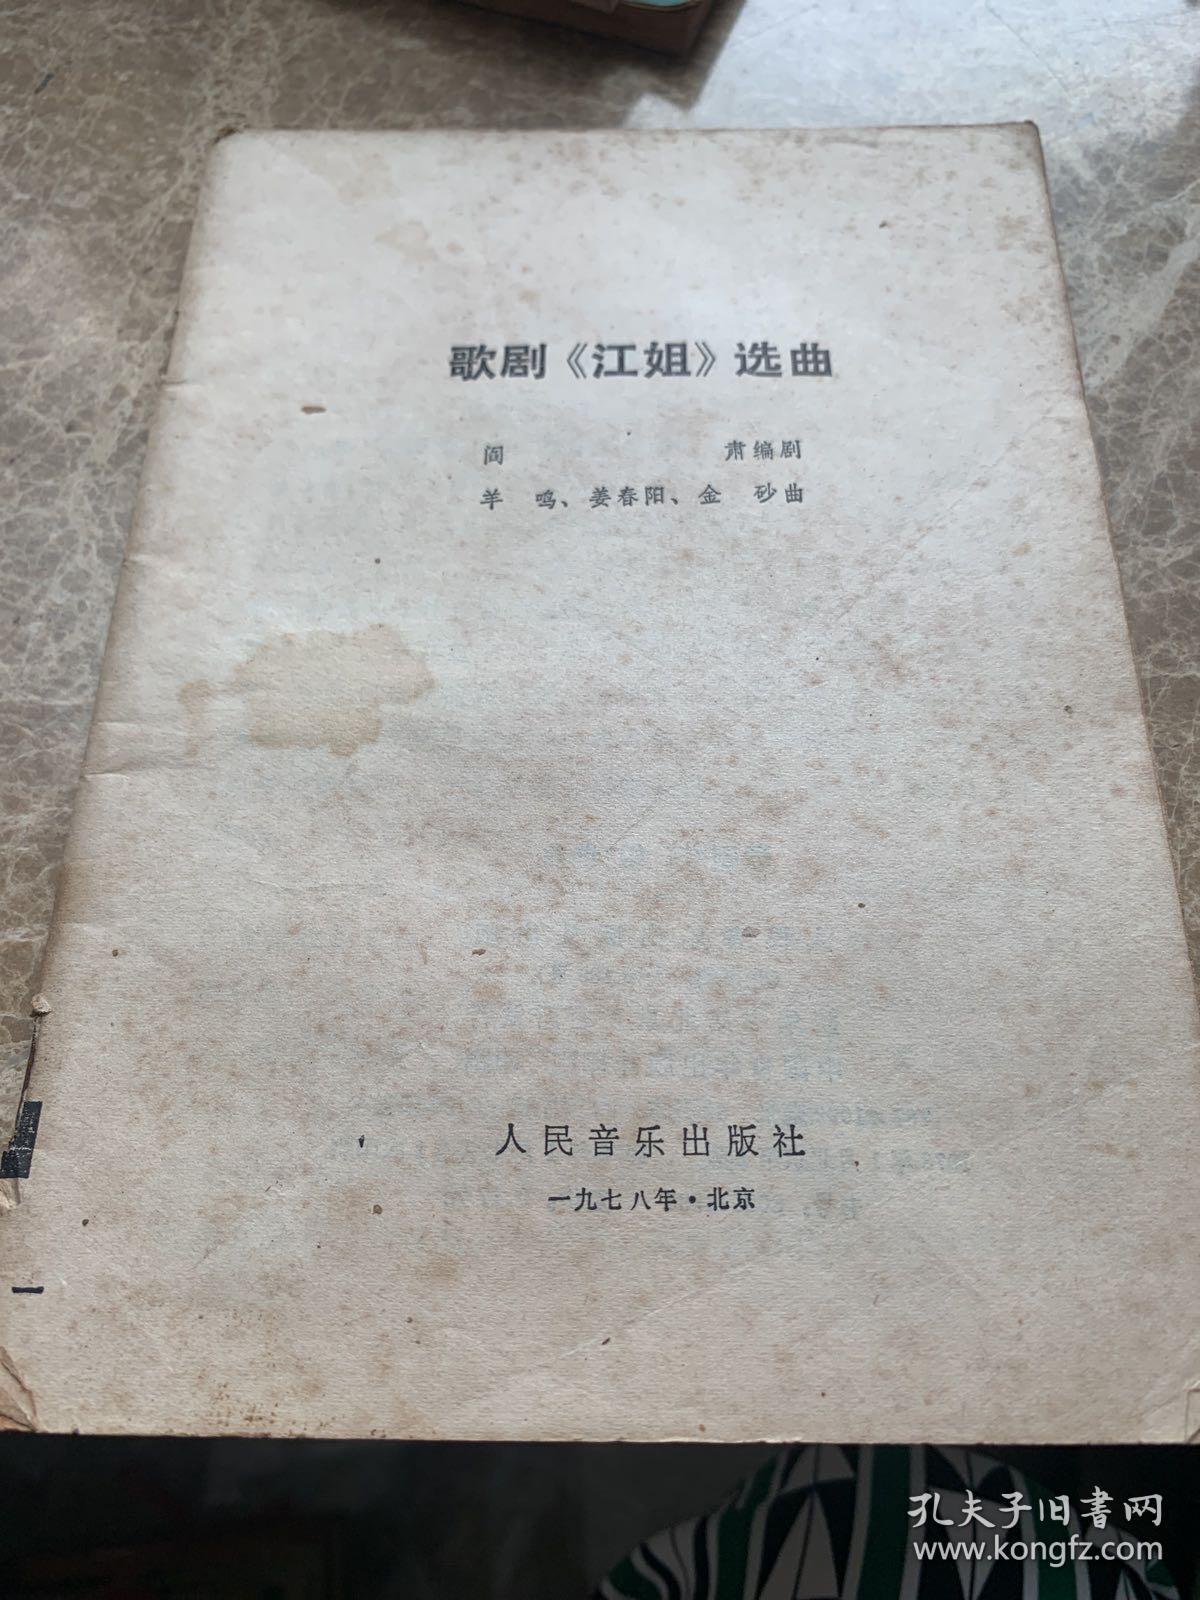 歌剧《江姐》选曲
阎 肃编剧
羊 鸣、姜春阳、金 砂曲
人民音乐出版社
一九七八年·北京
孔夫子旧書网
www.kongfz.com